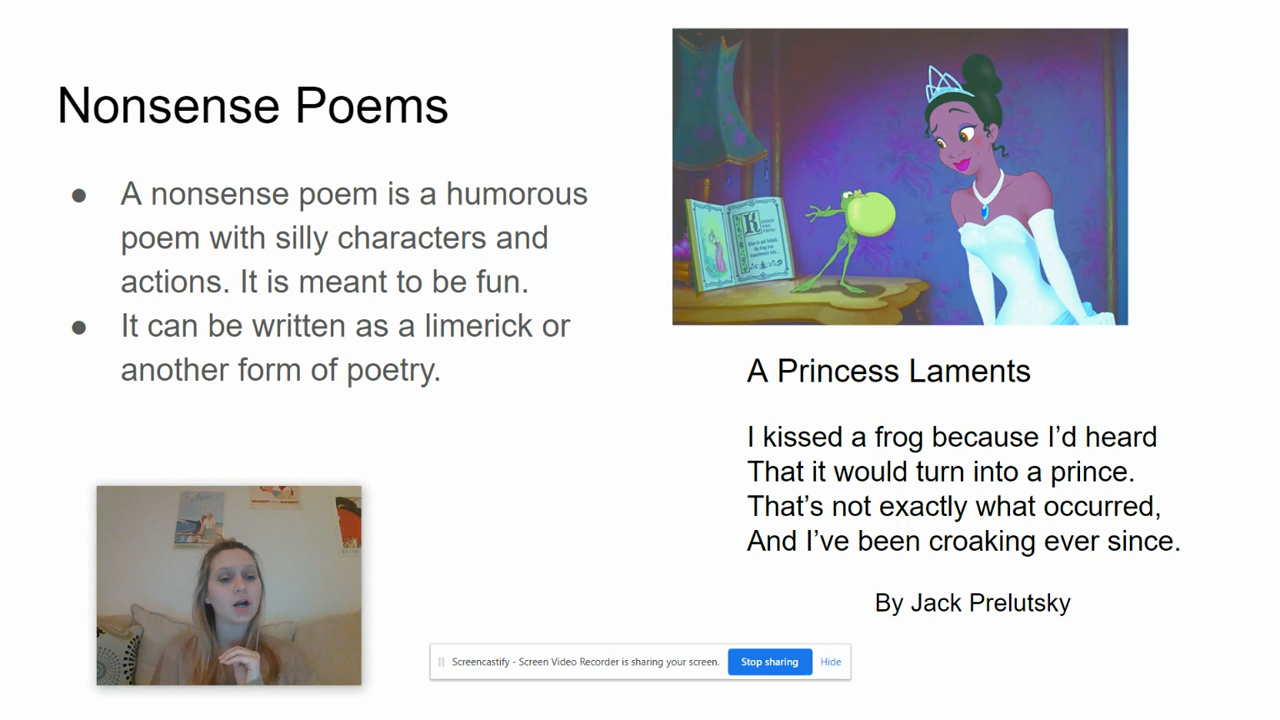 Nonsense Poems
● A nonsense poem is a humorous
poem with silly characters and
actions. It is meant to be fun.
● It can be written as a limerick or
another form of poetry.
A Princess Laments
I kissed a frog because I’d heard
That it would turn into a prince.
That’s not exactly what occurred,
And I’ve been croaking ever since.
By Jack Prelutsky
Screencastify - Screen Video Recorder is sharing your screen. Stop sharing Hide